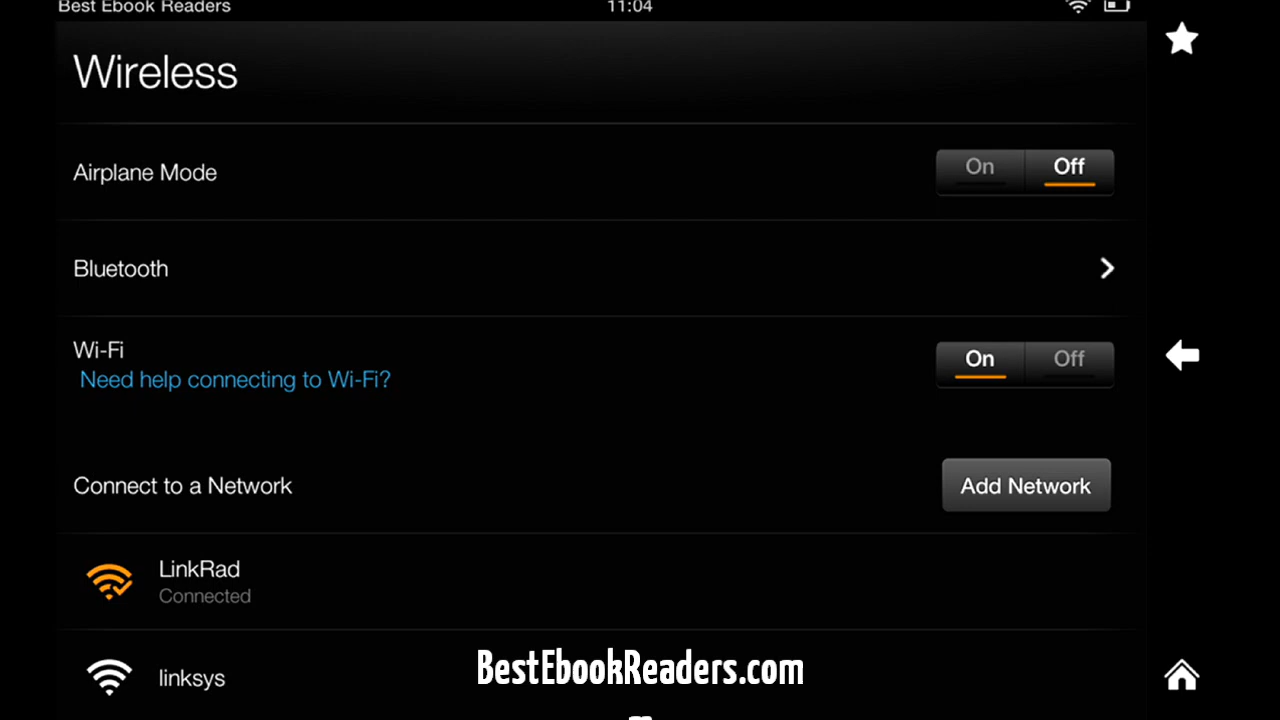 Best Ebook Readers 11:04
Wireless
Airplane Mode On Off
Bluetooth
Wi-Fi On Off
Need help connecting to Wi-Fi?
Connect to a Network Add Network
LinkRad
Connected
linksys
BestEbookReaders.com